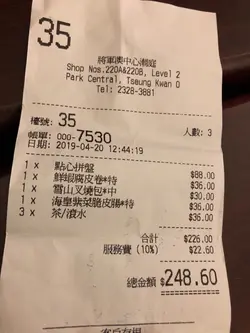 35
將軍澳中心潮庭
Shop Nos.220A&220B, Level 2
Park Central, Tseung Kwan O
Tel: 2328-3881
檯號: 35 人數: 3
帳單: 000-7530
日期: 2019-04-20 12:44:19
1 x 點心拼盤 $88.00
1 x 鮮蝦腐皮卷*特 $36.00
1 x 雪山叉燒包*中 $30.00
1 x 海皇紫菜脆皮腸*特 $36.00
3 x 茶/滾水 $36.00
合計: $226.00
服務費 (10%) $22.60
總金額 $248.60